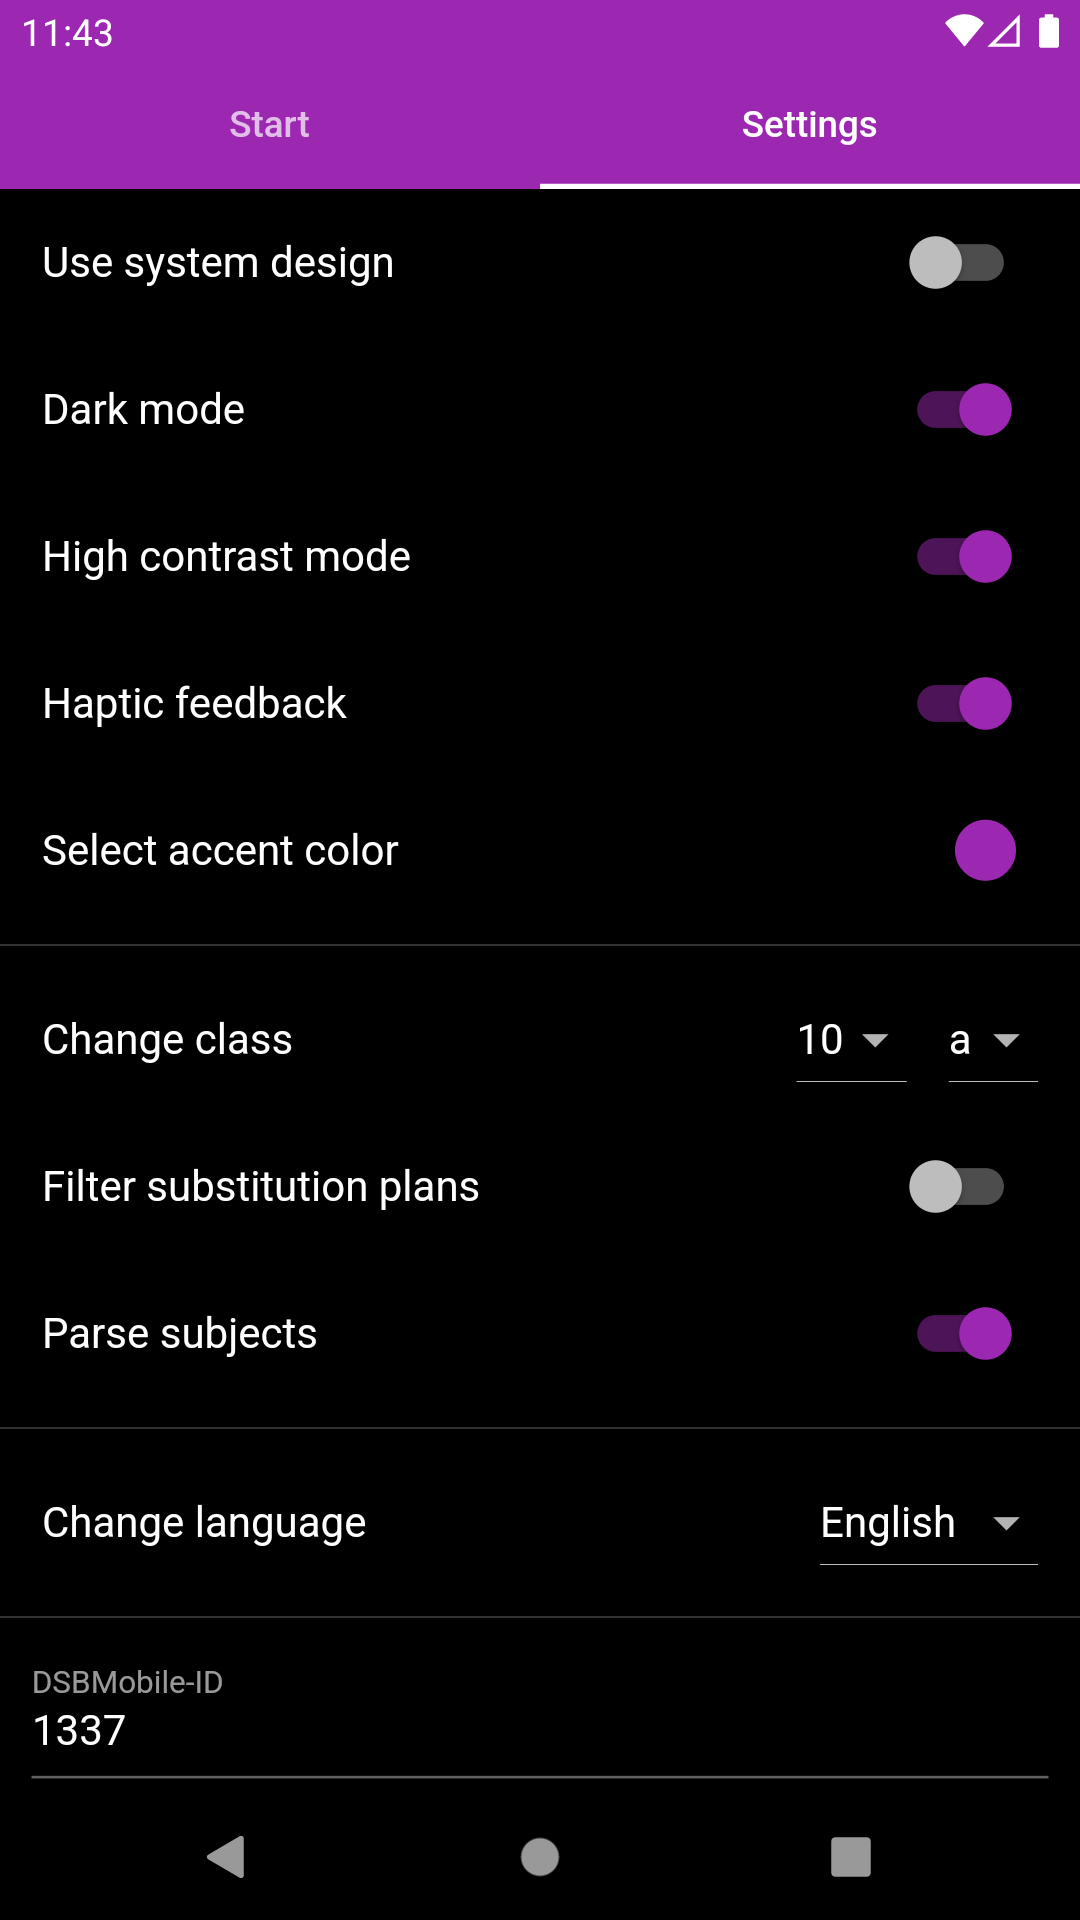 11:43
Start Settings
Use system design
Dark mode
High contrast mode
Haptic feedback
Select accent color
Change class 10 a
Filter substitution plans
Parse subjects
Change language English
DSBMobile-ID
1337